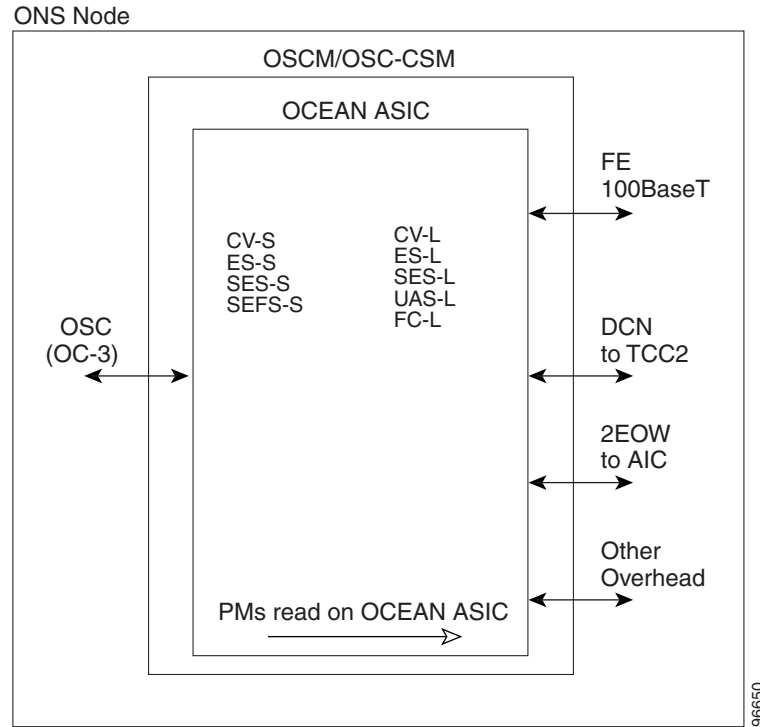 ONS Node
OSCM/OSC-CSM
OCEAN ASIC
FE
100BaseT
CV-S
ES-S
SES-S
SEFS-S
CV-L
ES-L
SES-L
UAS-L
FC-L
OSC
(OC-3)
DCN
to TCC2
2EOW
to AIC
Other
Overhead
PMs read on OCEAN ASIC
96650